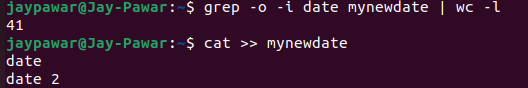 jaypawar@Jay-Pawar:~$ grep -o -i date mynewdate | wc -l
41
jaypawar@Jay-Pawar:~$ cat >> mynewdate
date
date 2